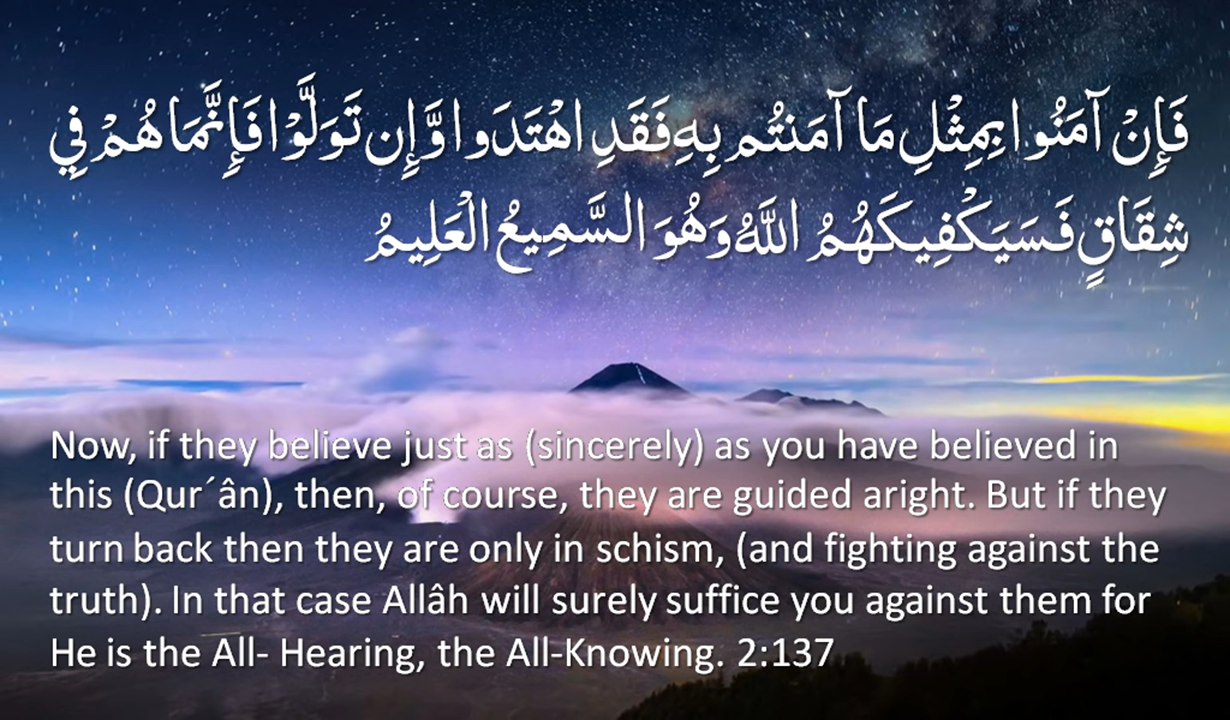 فَإِنْ آمَنُوا بِمِثْلِ مَا آمَنتُم بِهِ فَقَدِ اهْتَدَوا وَّإِن تَوَلَّوْا فَإِنَّمَا هُمْ فِي
شِقَاقٍ فَسَيَكْفِيكَهُمُ اللَّهُ وَهُوَ السَّمِيعُ الْعَلِيمُ
Now, if they believe just as (sincerely) as you have believed in
this (Qur´ân), then, of course, they are guided aright. But if they
turn back then they are only in schism, (and fighting against the
truth). In that case Allâh will surely suffice you against them for
He is the All- Hearing, the All-Knowing. 2:137